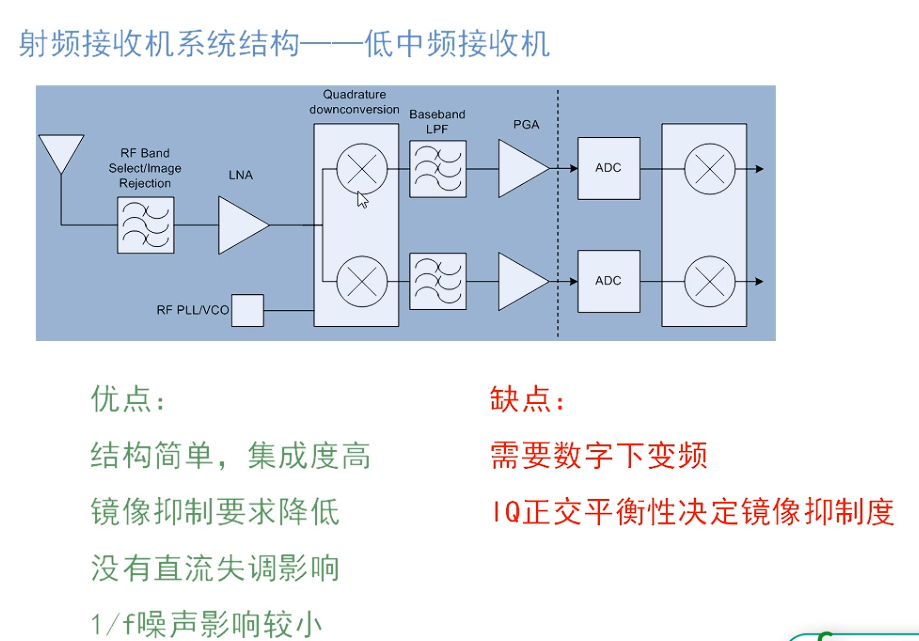 射频接收机系统结构——低中频接收机
Quadrature
downconversion
Baseband
LPF
PGA
RF Band
Select/Image
Rejection
LNA
ADC
RF PLL/VCO
ADC
优点：
结构简单，集成度高
镜像抑制要求降低
没有直流失调影响
1/f噪声影响较小
缺点：
需要数字下变频
IQ正交平衡性决定镜像抑制度